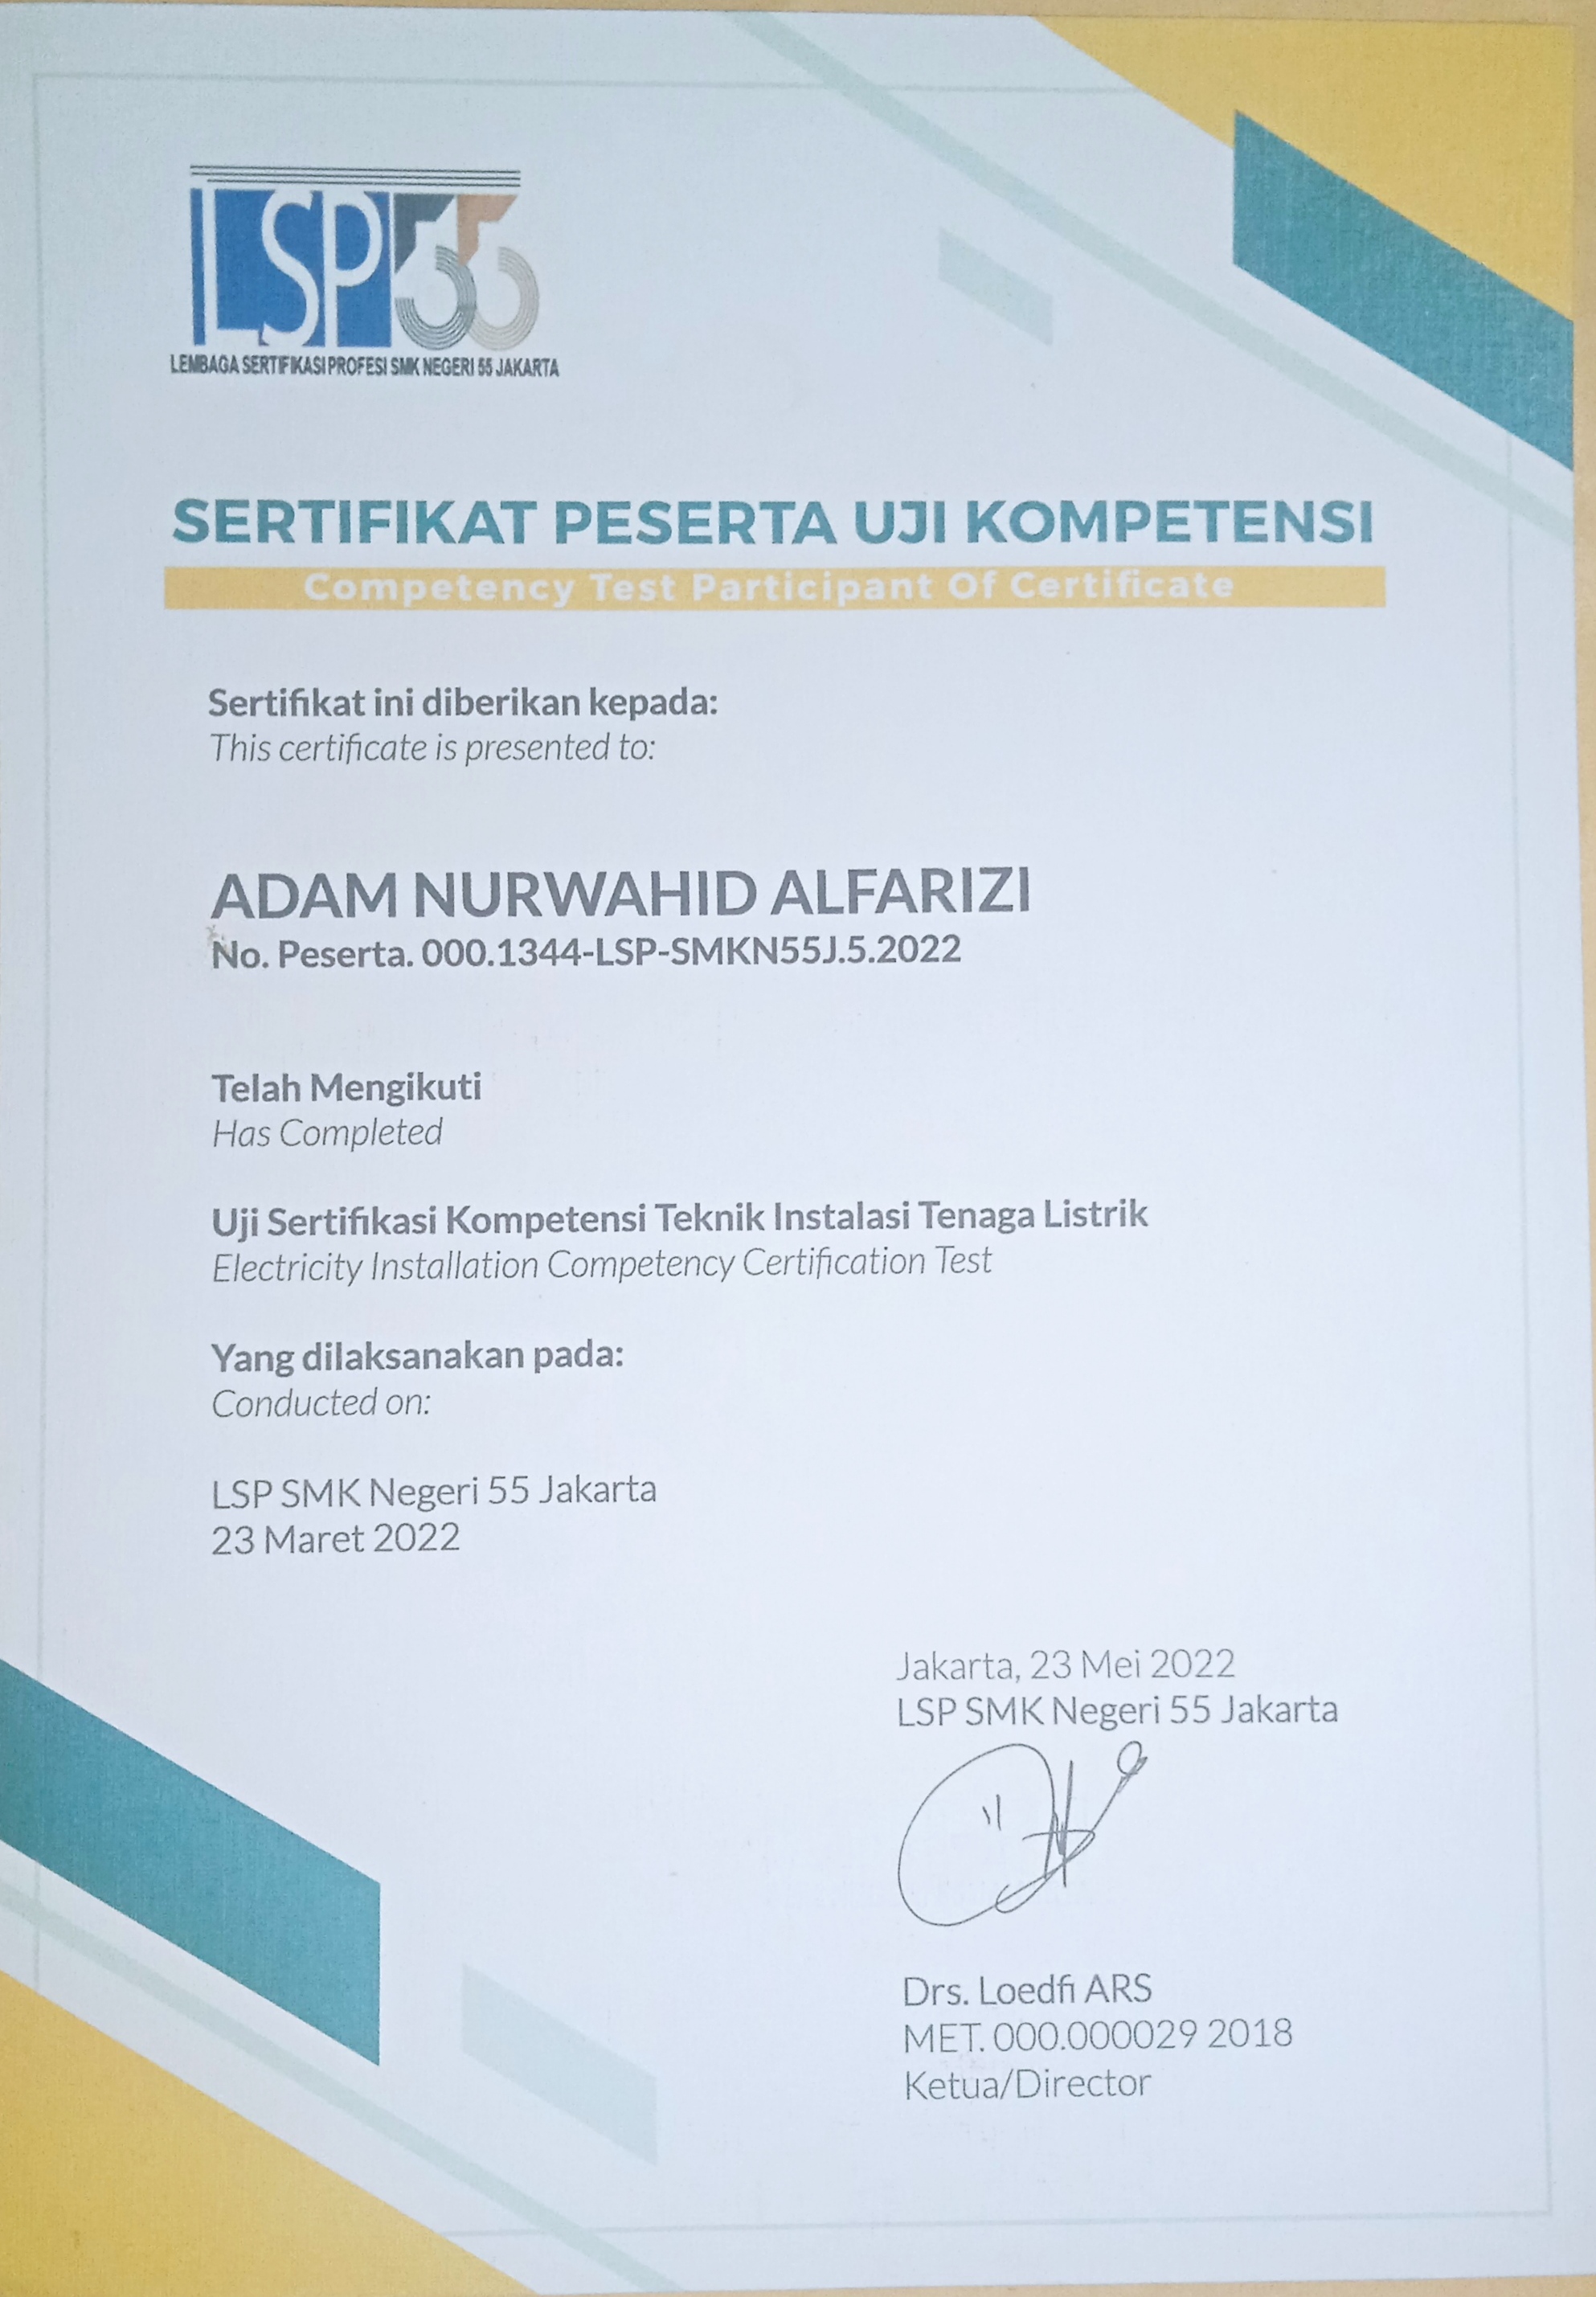 LSP55
LEMBAGA SERTIFIKASI PROFESI SMK NEGERI 55 JAKARTA
SERTIFIKAT PESERTA UJI KOMPETENSI
Competency Test Participant Of Certificate
Sertifikat ini diberikan kepada:
This certificate is presented to:
ADAM NURWAHID ALFARIZI
No. Peserta. 000.1344-LSP-SMKN55J.5.2022
Telah Mengikuti
Has Completed
Uji Sertifikasi Kompetensi Teknik Instalasi Tenaga Listrik
Electricity Installation Competency Certification Test
Yang dilaksanakan pada:
Conducted on:
LSP SMK Negeri 55 Jakarta
23 Maret 2022
Jakarta, 23 Mei 2022
LSP SMK Negeri 55 Jakarta
Drs. Loedfi ARS
MET. 000.000029 2018
Ketua/Director